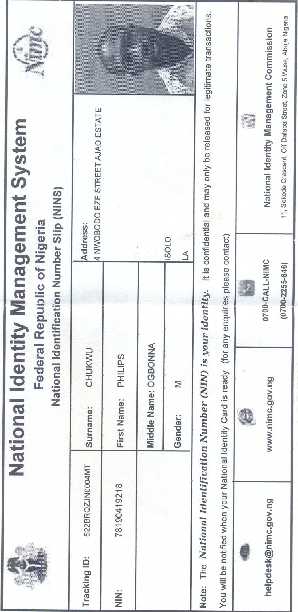 National Identity Management System
Federal Republic of Nigeria
National Identification Number Slip (NINS)
Nimc
Tracking ID: Surname: CHUKWU Address:
4 NWOBODO EZE STREET AJAO ESTATE
NIN: 78190419218 First Name: PHILIPS
Middle Name: OGBONNA ISOLO
Gender: M LA
Note: The National Identification Number (NIN) is your identity. It is confidential and may only be released for legitimate transactions.
You will be notified when your National Identity Card is ready (for any enquiries please contact)
helpdesk@nimc.gov.ng
www.nimc.gov.ng
0700-CALL-NIMC
(0700-2255-646)
National Identity Management Commission
11, Sokode Crescent, Off Dalaba Street, Zone 5 Wuse, Abuja Nigeria